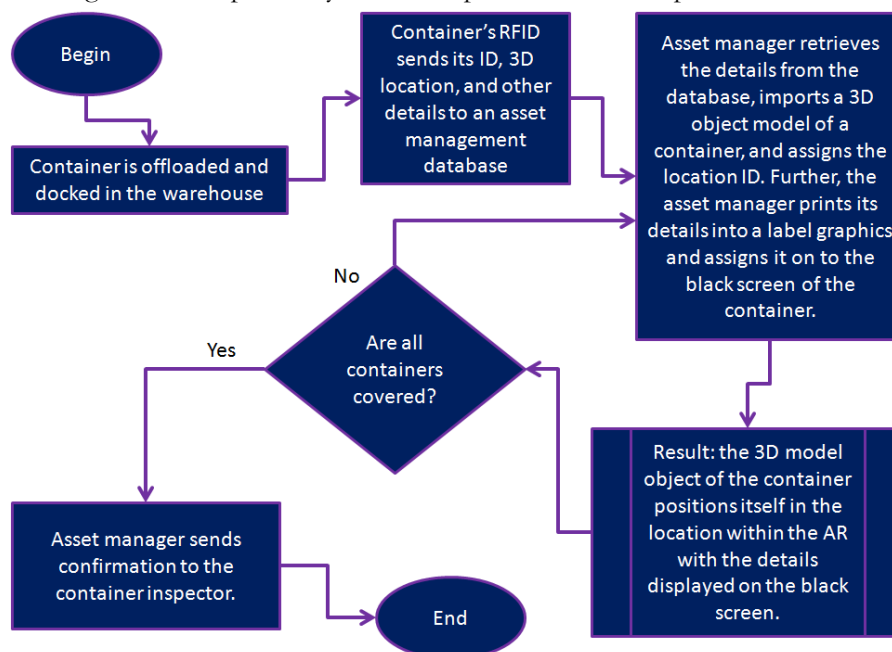 Begin
Container is offloaded and
docked in the warehouse
Container's RFID
sends its ID, 3D
location, and other
details to an asset
management
database
Asset manager retrieves
the details from the
database, imports a 3D
object model of a
container, and assigns the
location ID. Further, the
asset manager prints its
details into a label graphics
and assigns it on to the
black screen of the
container.
Result: the 3D model
object of the container
positions itself in the
location within the AR
with the details
displayed on the black
screen.
Are all
containers
covered?
No
Yes
Asset manager sends
confirmation to the
container inspector.
End